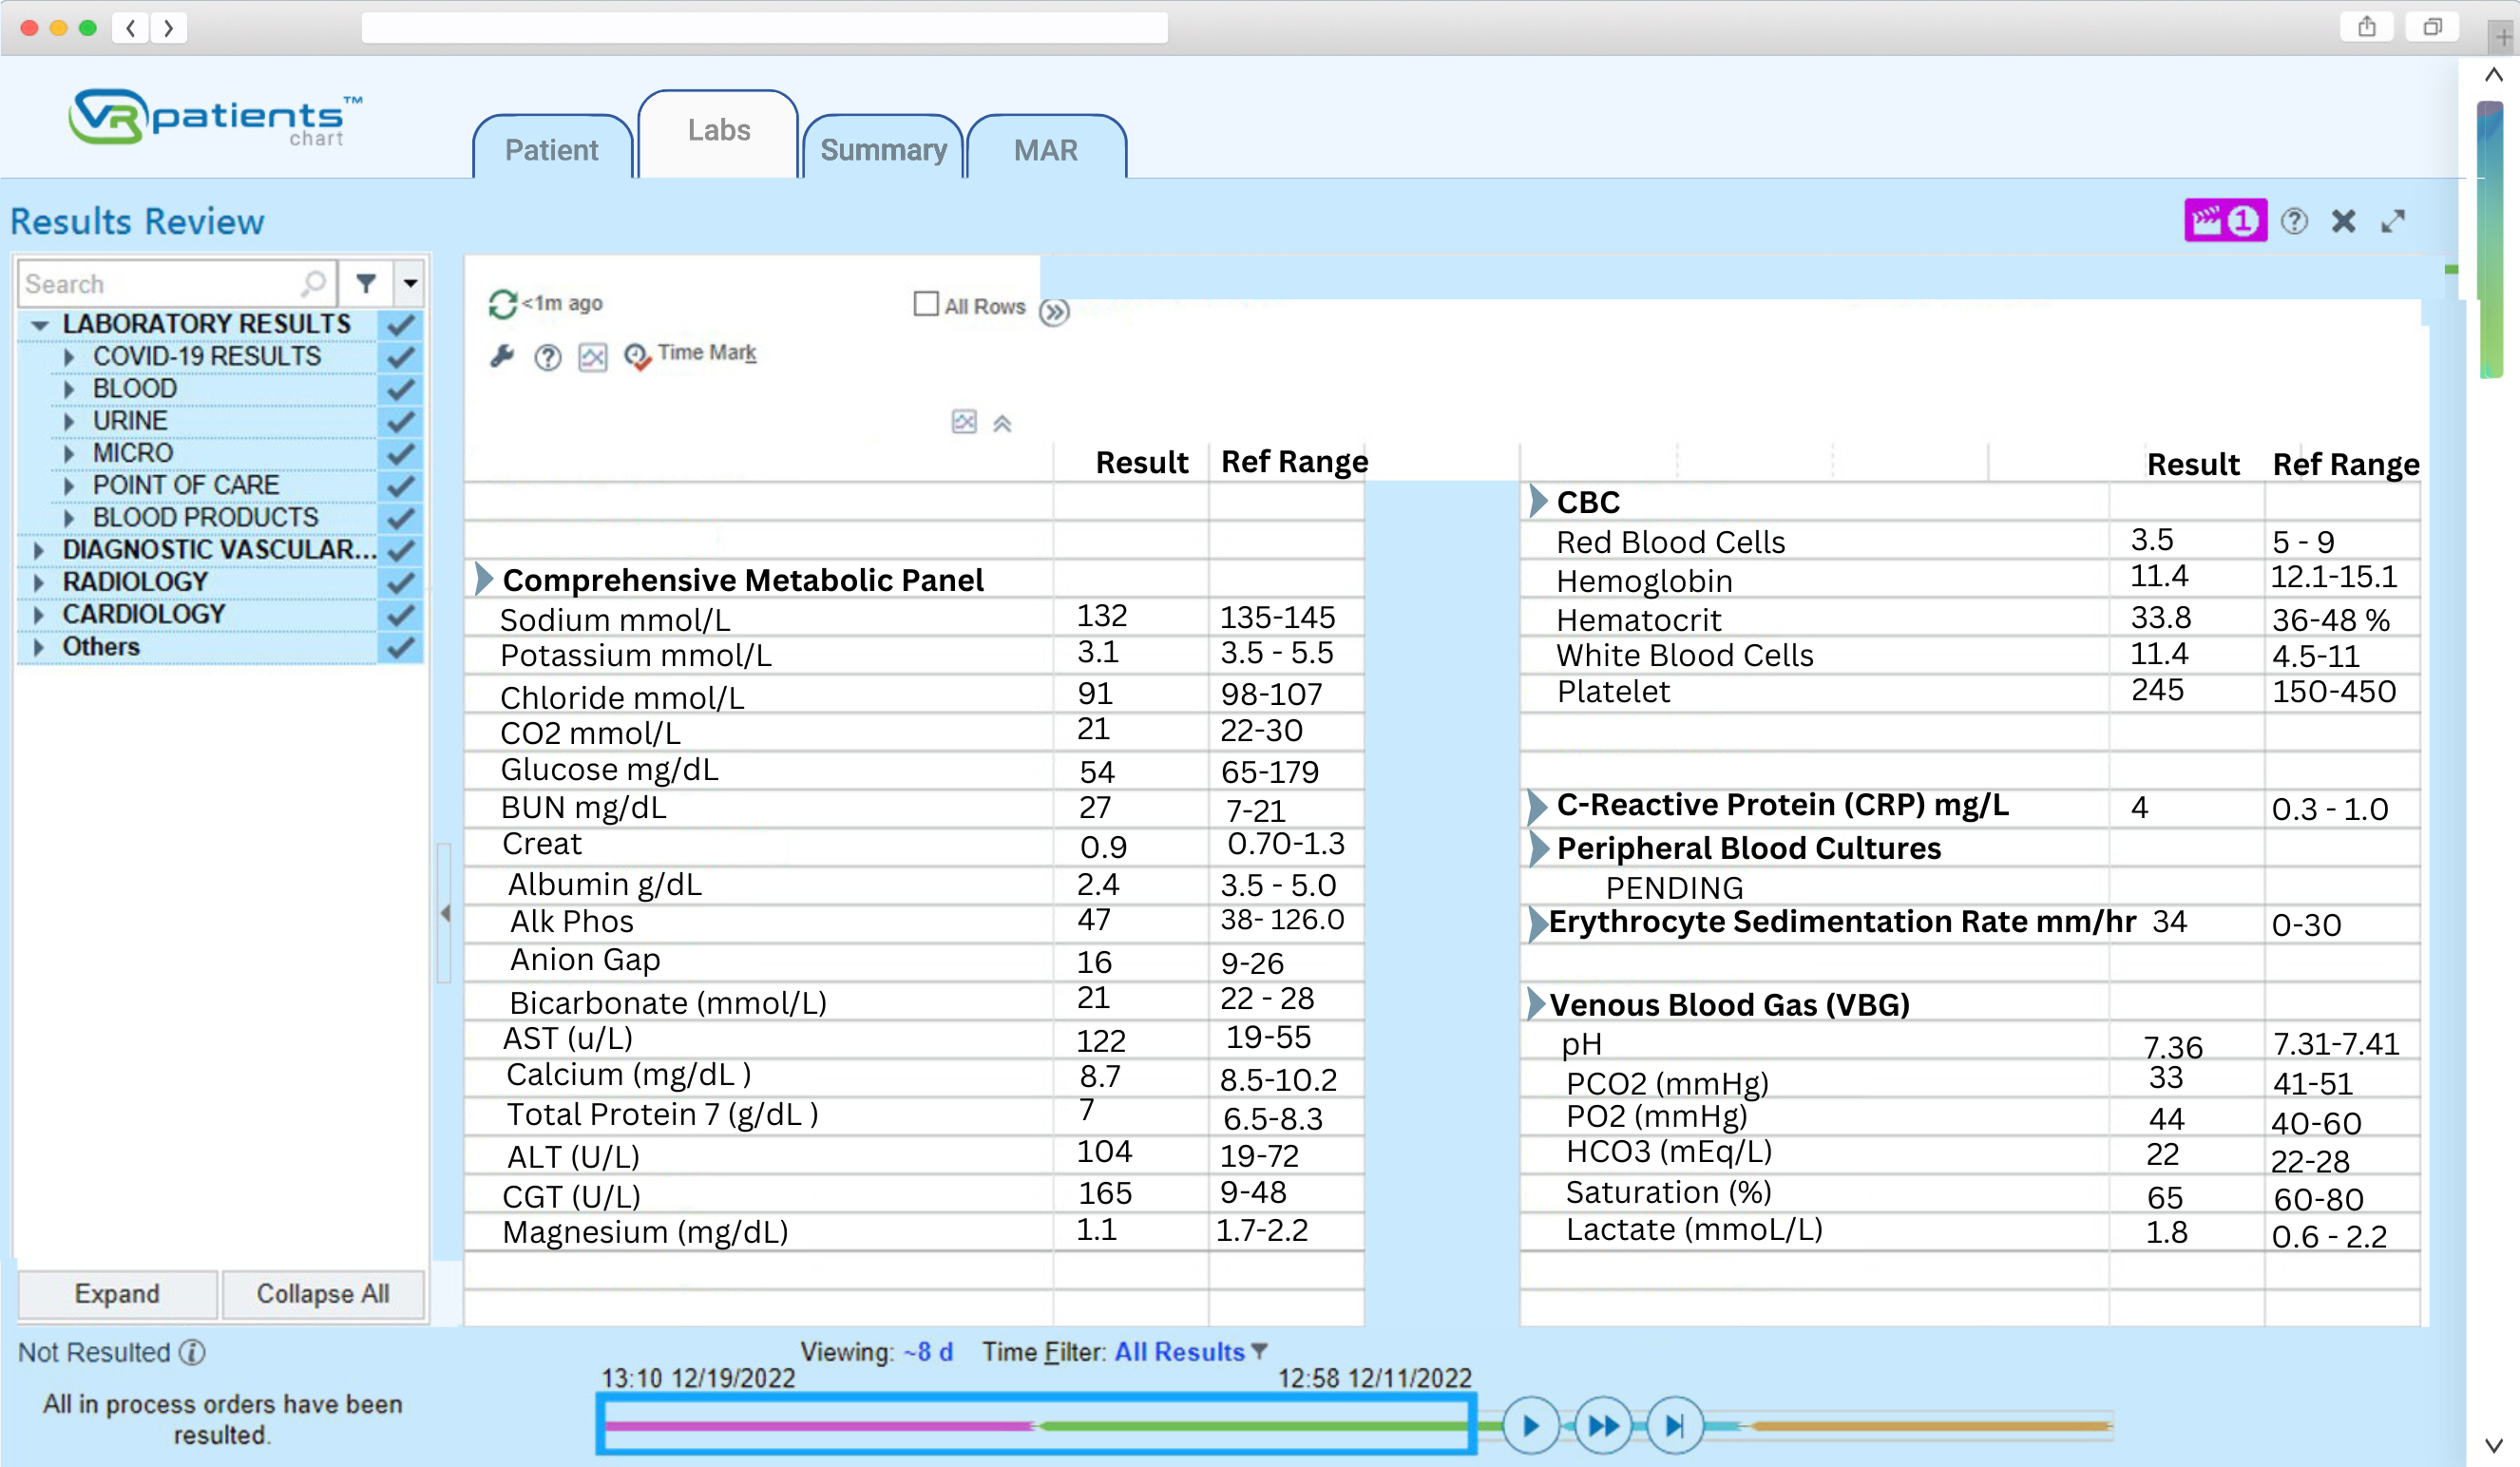 VR patients™
chart
Patient
Labs
Summary
MAR
Results Review
1
Search
LABORATORY RESULTS
COVID-19 RESULTS
BLOOD
URINE
MICRO
POINT OF CARE
BLOOD PRODUCTS
DIAGNOSTIC VASCULAR...
RADIOLOGY
CARDIOLOGY
Others
Expand
Collapse All
Not Resulted
All in process orders have been
resulted.
<1m ago
All Rows
Time Mark
Result Ref Range
Comprehensive Metabolic Panel
Sodium mmol/L 132 135-145
Potassium mmol/L 3.1 3.5 - 5.5
Chloride mmol/L 91 98-107
CO2 mmol/L 21 22-30
Glucose mg/dL 54 65-179
BUN mg/dL 27 7-21
Creat 0.9 0.70-1.3
Albumin g/dL 2.4 3.5 - 5.0
Alk Phos 47 38- 126.0
Anion Gap 16 9-26
Bicarbonate (mmol/L) 21 22 - 28
AST (u/L) 122 19-55
Calcium (mg/dL ) 8.7 8.5-10.2
Total Protein 7 (g/dL ) 7 6.5-8.3
ALT (U/L) 104 19-72
CGT (U/L) 165 9-48
Magnesium (mg/dL) 1.1 1.7-2.2
Result Ref Range
CBC
Red Blood Cells 3.5 5 - 9
Hemoglobin 11.4 12.1-15.1
Hematocrit 33.8 36-48 %
White Blood Cells 11.4 4.5-11
Platelet 245 150-450
C-Reactive Protein (CRP) mg/L 4 0.3 - 1.0
Peripheral Blood Cultures
PENDING
Erythrocyte Sedimentation Rate mm/hr 34 0-30
Venous Blood Gas (VBG)
pH 7.36 7.31-7.41
PCO2 (mmHg) 33 41-51
PO2 (mmHg) 44 40-60
HCO3 (mEq/L) 22 22-28
Saturation (%) 65 60-80
Lactate (mmoL/L) 1.8 0.6 - 2.2
Viewing: ~8 d Time Filter: All Results
13:10 12/19/2022 12:58 12/11/2022